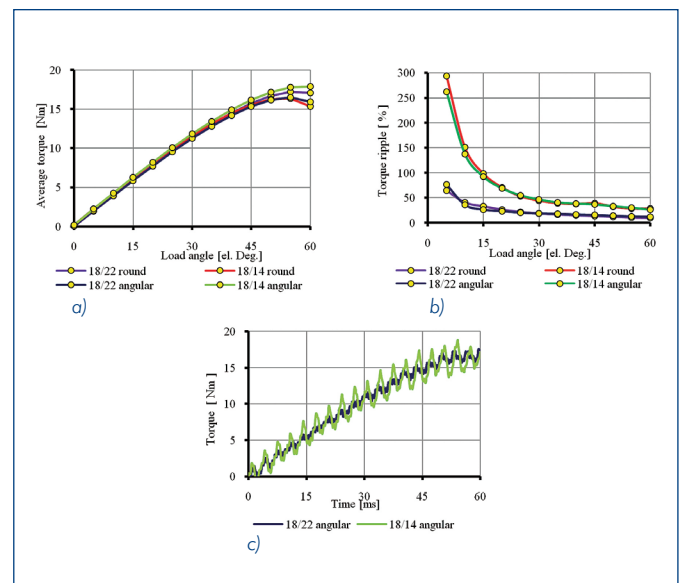 20
15
10
5
0
Average torque [Nm]
0 15 30 45 60
Load angle [el. Deg.]
18/22 round 18/14 round
18/22 angular 18/14 angular
a)
300
250
200
150
100
50
0
Torque ripple [ %]
0 15 30 45 60
Load angle [el. Deg.]
18/22 round 18/14 round
18/22 angular 18/14 angular
b)
20
15
10
5
0
Torque [ Nm ]
0 15 30 45 60
Time [ms]
18/22 angular 18/14 angular
c)